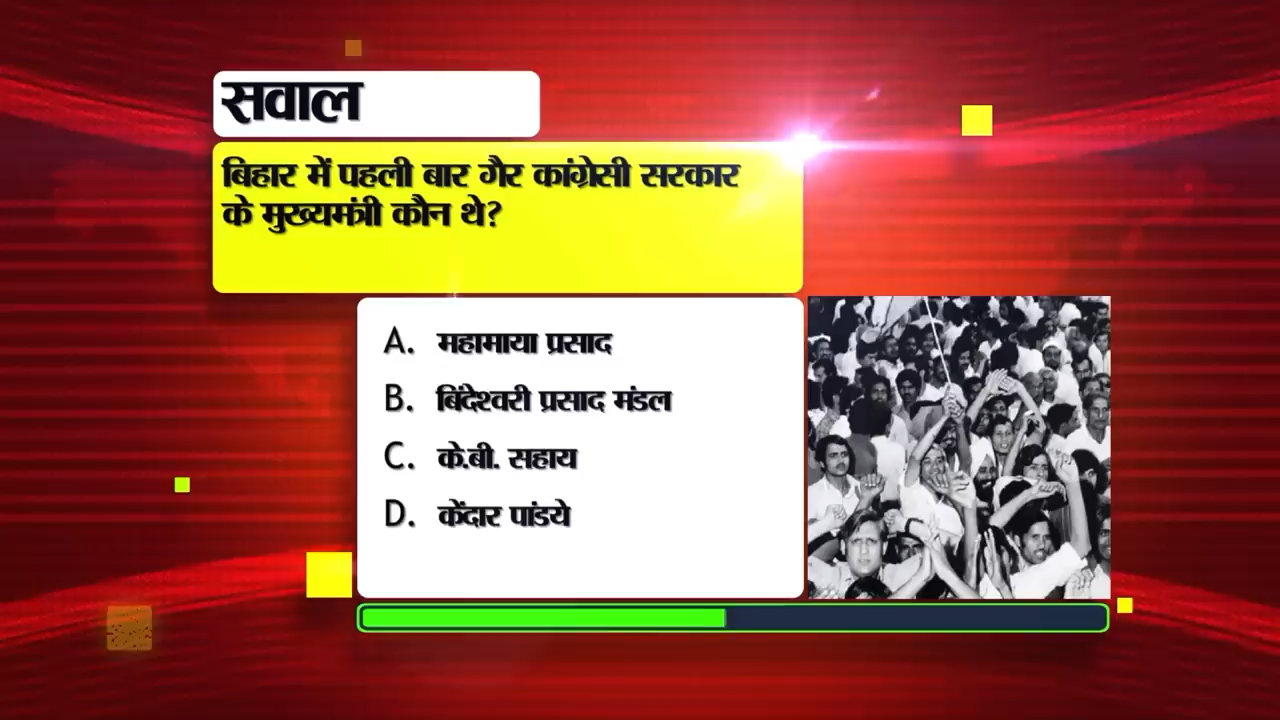 सवाल
बिहार में पहली बार गैर कांग्रेसी सरकार
के मुख्यमंत्री कौन थे?
A. महामाया प्रसाद
B. बिंदेश्वरी प्रसाद मंडल
C. के.बी. सहाय
D. केंदार पांडये